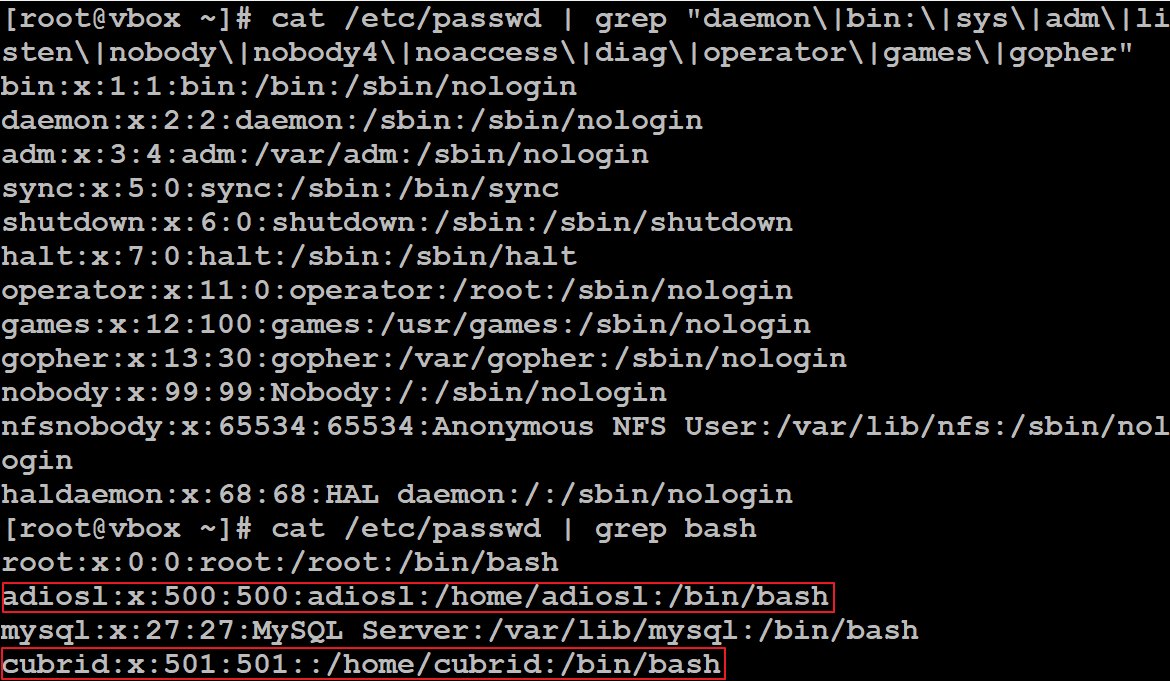 [root@vbox ~]# cat /etc/passwd | grep "daemon\|bin:\|sys\|adm\|li
sten\|nobody\|nobody4\|noaccess\|diag\|operator\|games\|gopher"
bin:x:1:1:bin:/bin:/sbin/nologin
daemon:x:2:2:daemon:/sbin:/sbin/nologin
adm:x:3:4:adm:/var/adm:/sbin/nologin
sync:x:5:0:sync:/sbin:/bin/sync
shutdown:x:6:0:shutdown:/sbin:/sbin/shutdown
halt:x:7:0:halt:/sbin:/sbin/halt
operator:x:11:0:operator:/root:/sbin/nologin
games:x:12:100:games:/usr/games:/sbin/nologin
gopher:x:13:30:gopher:/var/gopher:/sbin/nologin
nobody:x:99:99:Nobody:/:/sbin/nologin
nfsnobody:x:65534:65534:Anonymous NFS User:/var/lib/nfs:/sbin/nol
ogin
haldaemon:x:68:68:HAL daemon:/:/sbin/nologin
[root@vbox ~]# cat /etc/passwd | grep bash
root:x:0:0:root:/root:/bin/bash
adiosl:x:500:500:adiosl:/home/adiosl:/bin/bash
mysql:x:27:27:MySQL Server:/var/lib/mysql:/bin/bash
cubrid:x:501:501::/home/cubrid:/bin/bash